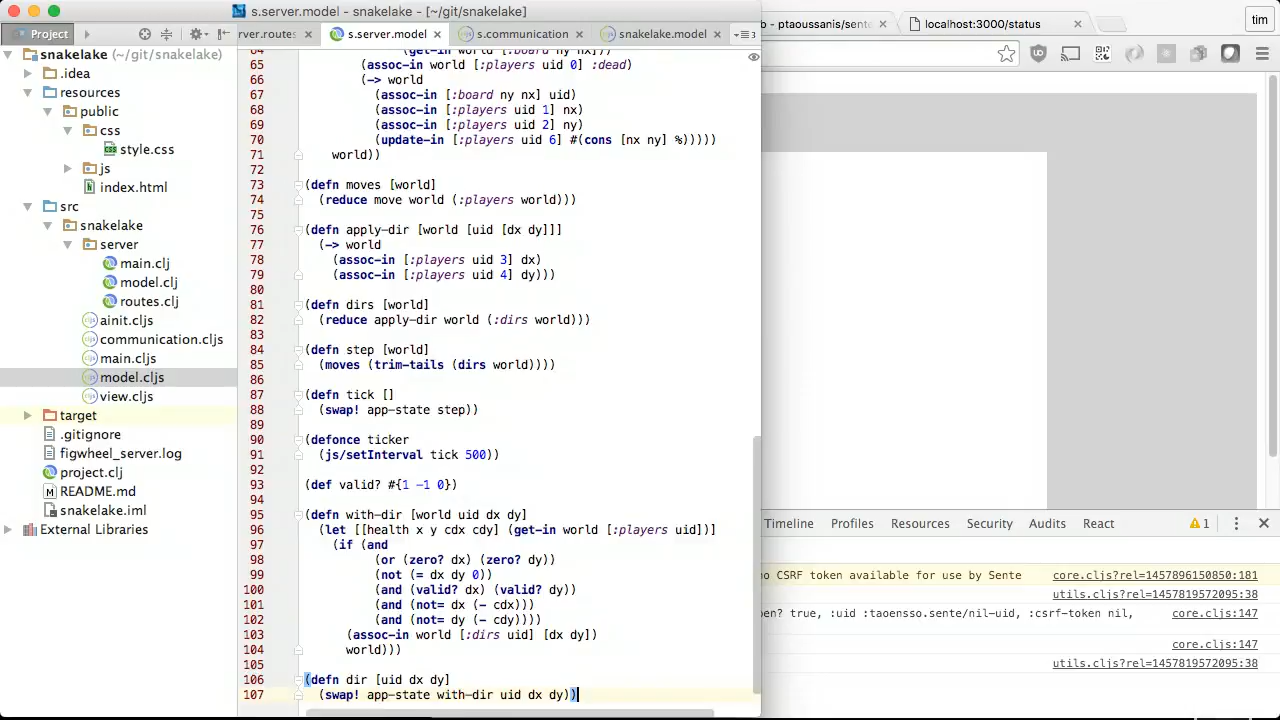 s.server.model - snakelake - [~/git/snakelake]
Project
rver.routes
s.server.model
s.communication
snakelake.model
3
b - ptaoussanis/sente
localhost:3000/status
tim
snakelake (~/git/snakelake)
.idea
resources
public
css
style.css
js
index.html
src
snakelake
server
main.clj
model.clj
routes.clj
ainit.cljs
communication.cljs
main.cljs
model.cljs
view.cljs
target
.gitignore
figwheel_server.log
project.clj
README.md
snakelake.iml
External Libraries
64 (get-in world [:board ny nx]))
65 (assoc-in world [:players uid 0] :dead)
66 (-> world
67 (assoc-in [:board ny nx] uid)
68 (assoc-in [:players uid 1] nx)
69 (assoc-in [:players uid 2] ny)
70 (update-in [:players uid 6] #(cons [nx ny] %)))))
71 world))
72
73 (defn moves [world]
74 (reduce move world (:players world)))
75
76 (defn apply-dir [world [uid [dx dy]]]
77 (-> world
78 (assoc-in [:players uid 3] dx)
79 (assoc-in [:players uid 4] dy)))
80
81 (defn dirs [world]
82 (reduce apply-dir world (:dirs world)))
83
84 (defn step [world]
85 (moves (trim-tails (dirs world))))
86
87 (defn tick []
88 (swap! app-state step))
89
90 (defonce ticker
91 (js/setInterval tick 500))
92
93 (def valid? #{1 -1 0})
94
95 (defn with-dir [world uid dx dy]
96 (let [[health x y cdx cdy] (get-in world [:players uid])]
97 (if (and
98 (or (zero? dx) (zero? dy))
99 (not (= dx dy 0))
100 (and (valid? dx) (valid? dy))
101 (and (not= dx (- cdx)))
102 (and (not= dy (- cdy))))
103 (assoc-in world [:dirs uid] [dx dy])
104 world)))
105
106 (defn dir [uid dx dy]
107 (swap! app-state with-dir uid dx dy))
Timeline Profiles Resources Security Audits React 1
o CSRF token available for use by Sente core.cljs?rel=1457896150850:181
utils.cljs?rel=1457819572095:38
pen? true, :uid :taoensso.sente/nil-uid, :csrf-token nil, core.cljs:147
core.cljs:147
utils.cljs?rel=1457819572095:38